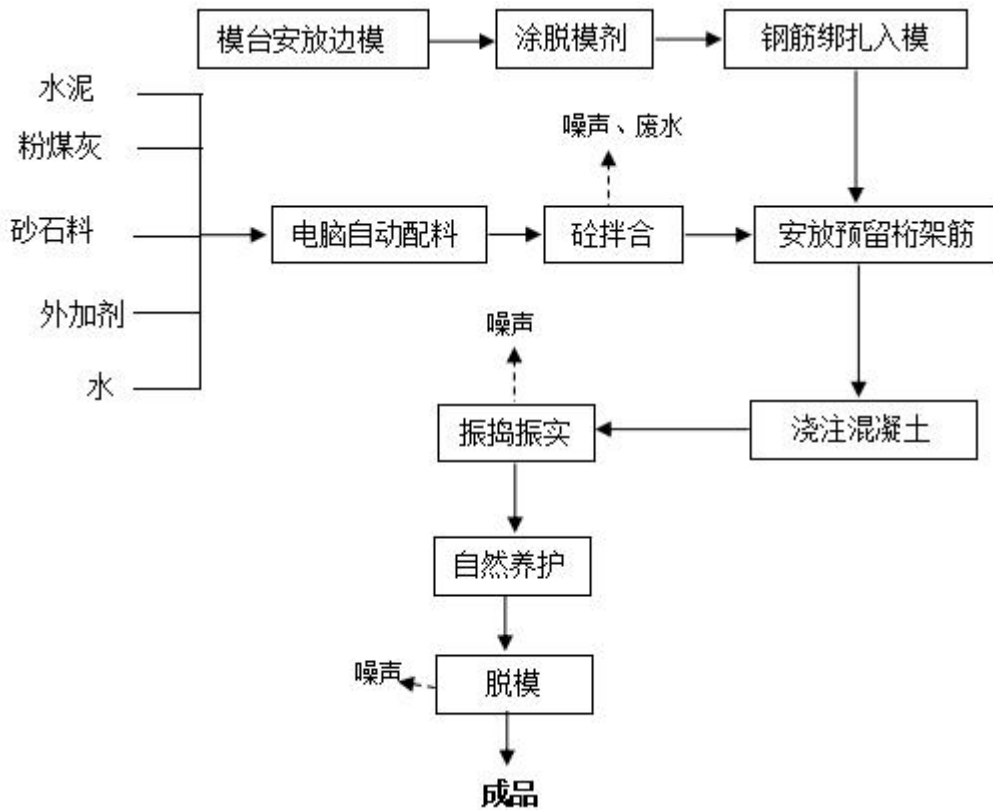 模台安放边模
涂脱模剂
钢筋绑扎入模
水泥
粉煤灰
砂石料
外加剂
水
噪声、废水
电脑自动配料
砼拌合
安放预留桁架筋
噪声
振捣振实
浇注混凝土
自然养护
噪声
脱模
成品